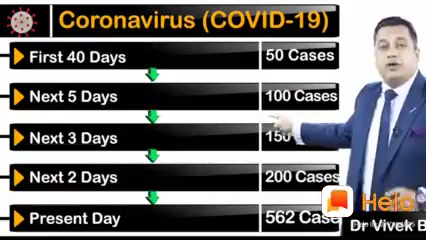 Coronavirus (COVID-19)
First 40 Days 50 Cases
Next 5 Days 100 Cases
Next 3 Days 150
Next 2 Days 200 Cases
Present Day 562 Case
Helo
Dr Vivek B